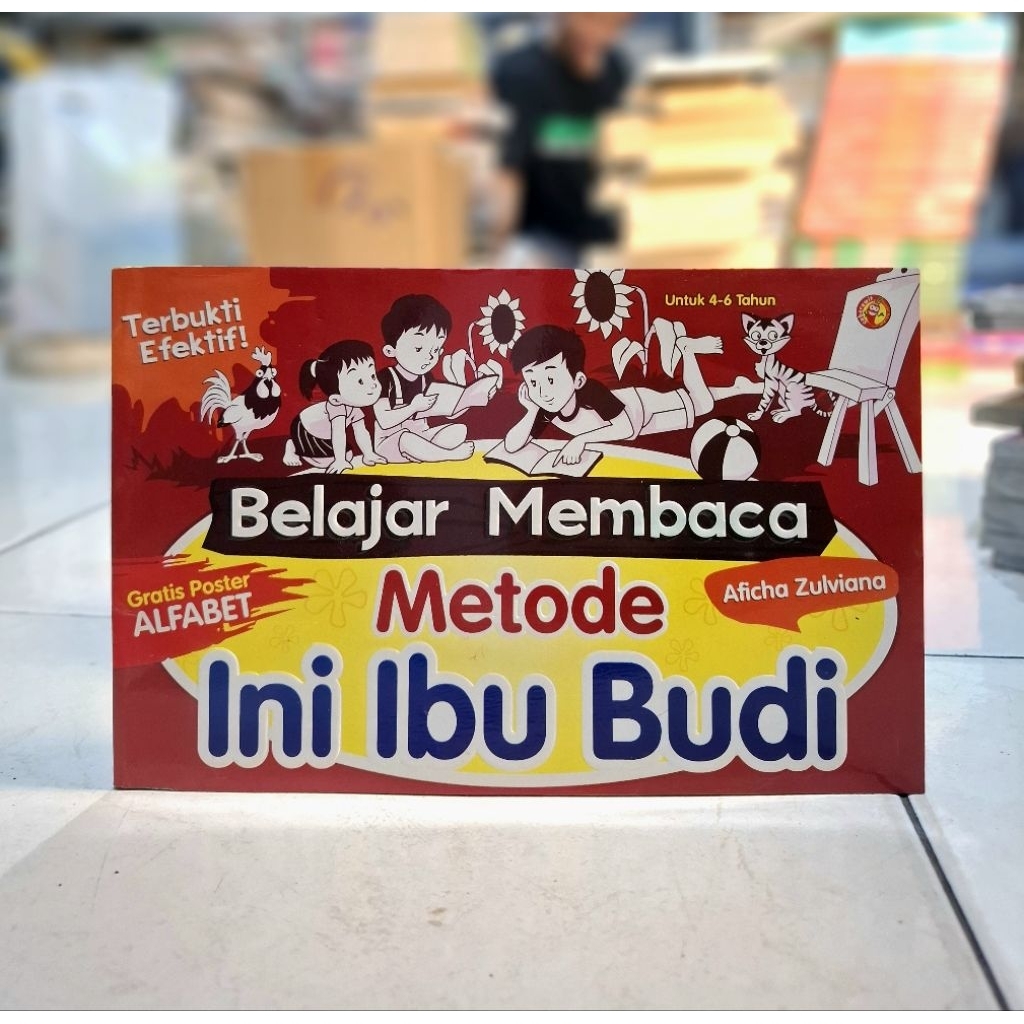 Terbukti
Efektif!
Untuk 4-6 Tahun
Belajar Membaca
Gratis Poster
ALFABET
Metode
Aficha Zulviana
Ini Ibu Budi